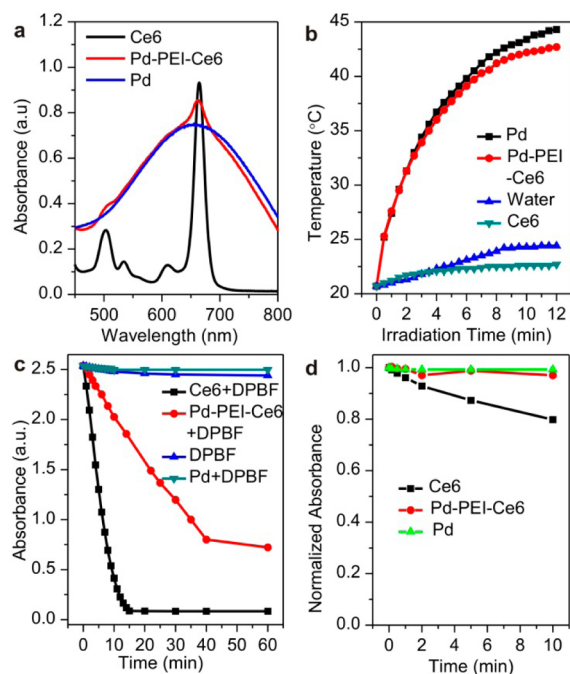 a
Ce6
Pd-PEI-Ce6
Pd
Absorbance (a.u)
1.2
1.0
0.8
0.6
0.4
0.2
0.0
500
600
700
800
Wavelength (nm)
b
Pd
Pd-PEI
-Ce6
Water
Ce6
Temperature (°C)
45
40
35
30
25
20
0
2
4
6
8
10
12
Irradiation Time (min)
c
Ce6+DPBF
Pd-PEI-Ce6
+DPBF
DPBF
Pd+DPBF
Absorbance (a.u.)
2.5
2.0
1.5
1.0
0.5
0.0
0
10
20
30
40
50
60
Time (min)
d
Ce6
Pd-PEI-Ce6
Pd
Normalized Absorbance
1.0
0.8
0.6
0.4
0.2
0.0
0
2
4
6
8
10
Time (min)